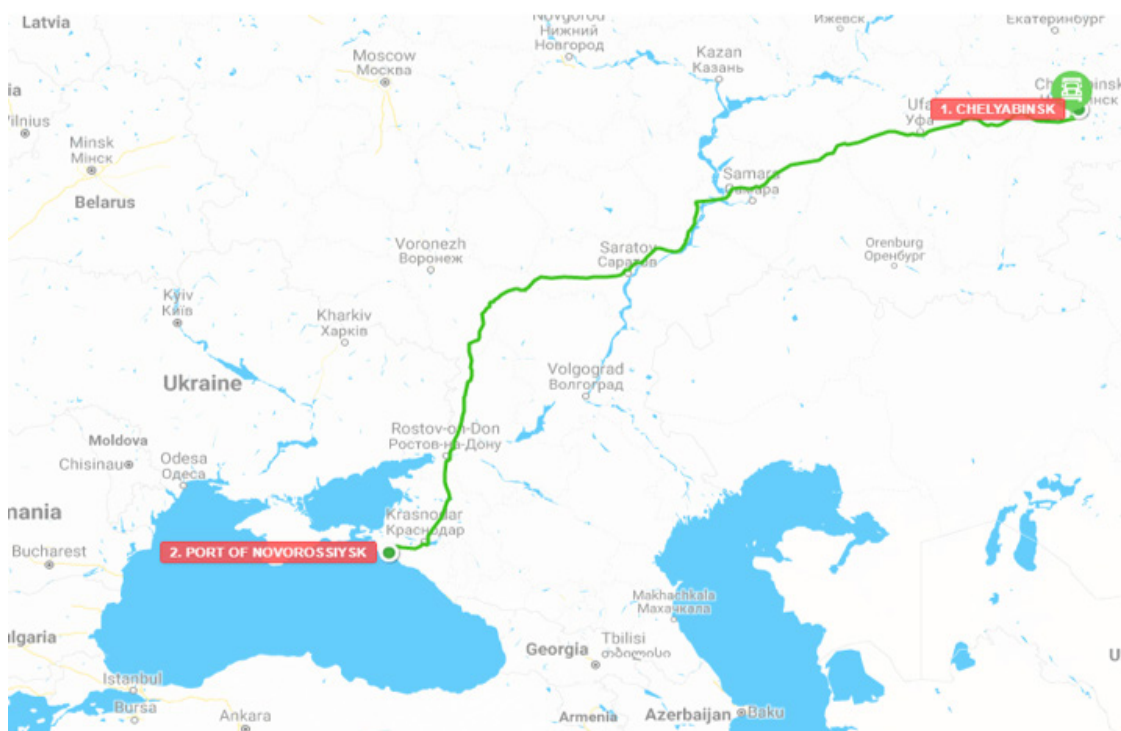 Latvia
Novgorod
Нижний
Новгород
Ижевск
Екатеринбург
Moscow
Москва
Kazan
Казань
Vilnius
Ufa
Уфа
1. CHELYABINSK
Minsk
Мінск
Belarus
Samara
Самара
Voronezh
Воронеж
Saratov
Саратов
Orenburg
Оренбург
Kyiv
Київ
Kharkiv
Харків
Volgograd
Волгоград
Ukraine
Rostov-on-Don
Ростов-на-Дону
Moldova
Chisinau
Odesa
Одеса
mania
Krasnodar
Краснодар
2. PORT OF NOVOROSSIYSK
Bucharest
Makhachkala
Махачкала
lgaria
Georgia
Tbilisi
თბილისი
Istanbul
Bursa
Ankara
Armenia
Azerbaijan
Baku